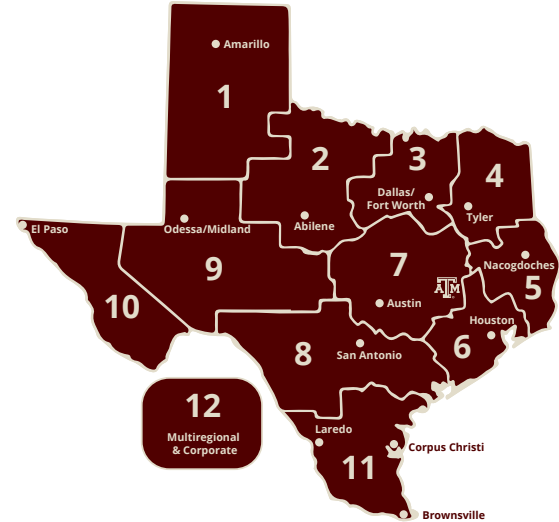 Amarillo
1
2
3
4
Dallas/
Fort Worth
Tyler
El Paso
Odessa/Midland
Abilene
9
7
Nacogdoches
5
ATM
Austin
10
Houston
8
San Antonio
6
12
Multiregional
& Corporate
Laredo
Corpus Christi
11
Brownsville